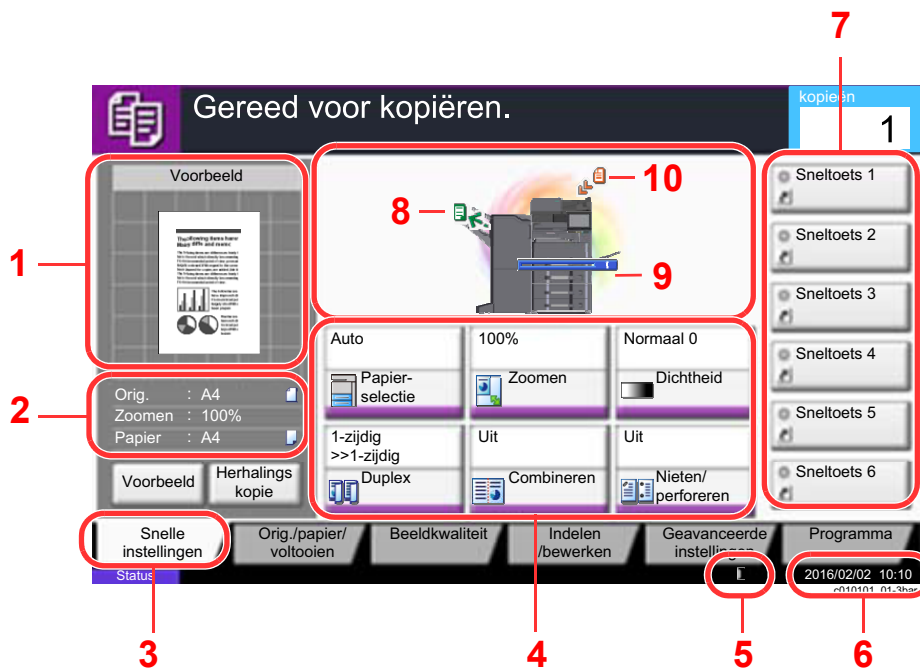 7
Gereed voor kopiëren.
kopieën
1
Voorbeeld
10
8
9
1
Sneltoets 1
Sneltoets 2
Sneltoets 3
Sneltoets 4
Sneltoets 5
Sneltoets 6
2
Orig. : A4
Zoomen : 100%
Papier : A4
Voorbeeld
Herhalings
kopie
Auto
Papier-
selectie
100%
Zoomen
Normaal 0
Dichtheid
1-zijdig
>>1-zijdig
Duplex
Uit
Combineren
Uit
Nieten/
perforeren
Snelle
instellingen
Orig./papier/
voltooien
Beeldkwaliteit
Indelen
/bewerken
Geavanceerde
instellingen
Programma
Status
2016/02/02 10:10
c010101_01-3bar
3
4
5
6